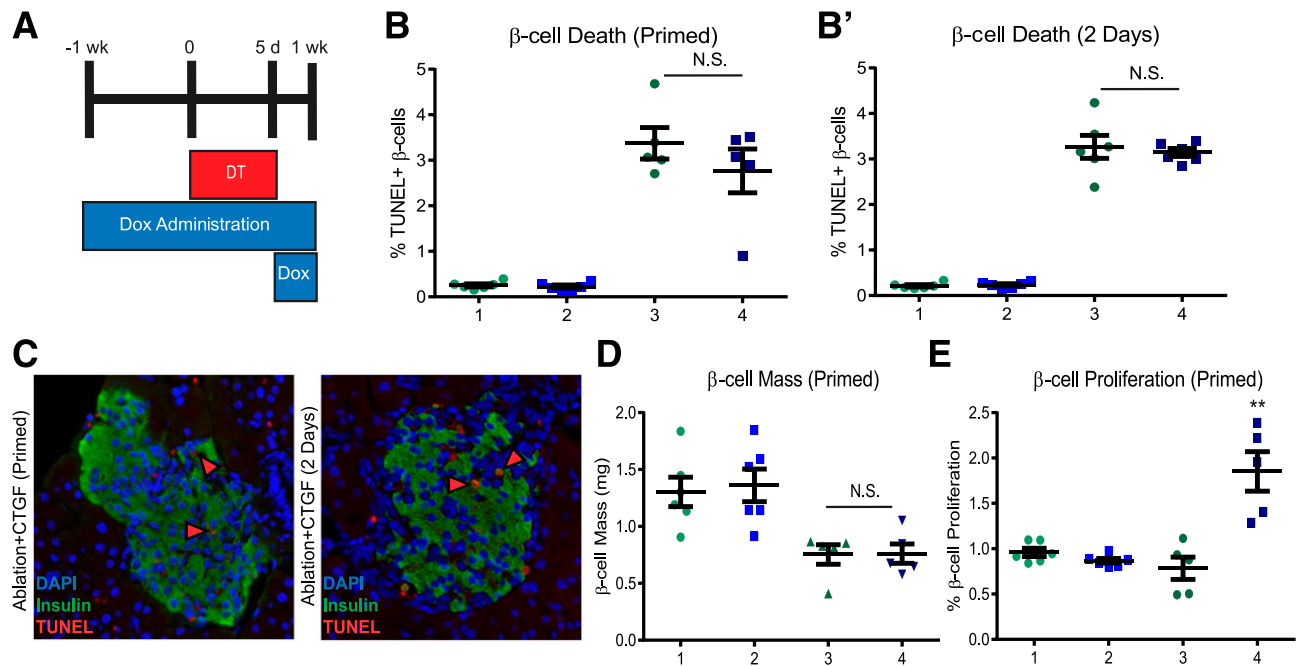 A
-1 wk 0 5 d 1 wk
DT
Dox Administration
Dox
B
β-cell Death (Primed)
N.S.
% TUNEL+ β-cells
5
4
3
2
1
0
1 2 3 4
B’
β-cell Death (2 Days)
N.S.
% TUNEL+ β-cells
5
4
3
2
1
0
1 2 3 4
C
Ablation+CTGF (Primed)
DAPI
Insulin
TUNEL
Ablation+CTGF (2 Days)
DAPI
Insulin
TUNEL
D
β-cell Mass (Primed)
N.S.
β-cell Mass (mg)
2.0
1.5
1.0
0.5
0.0
1 2 3 4
E
β-cell Proliferation (Primed)
**
% β-cell Proliferation
2.5
2.0
1.5
1.0
0.5
0.0
1 2 3 4